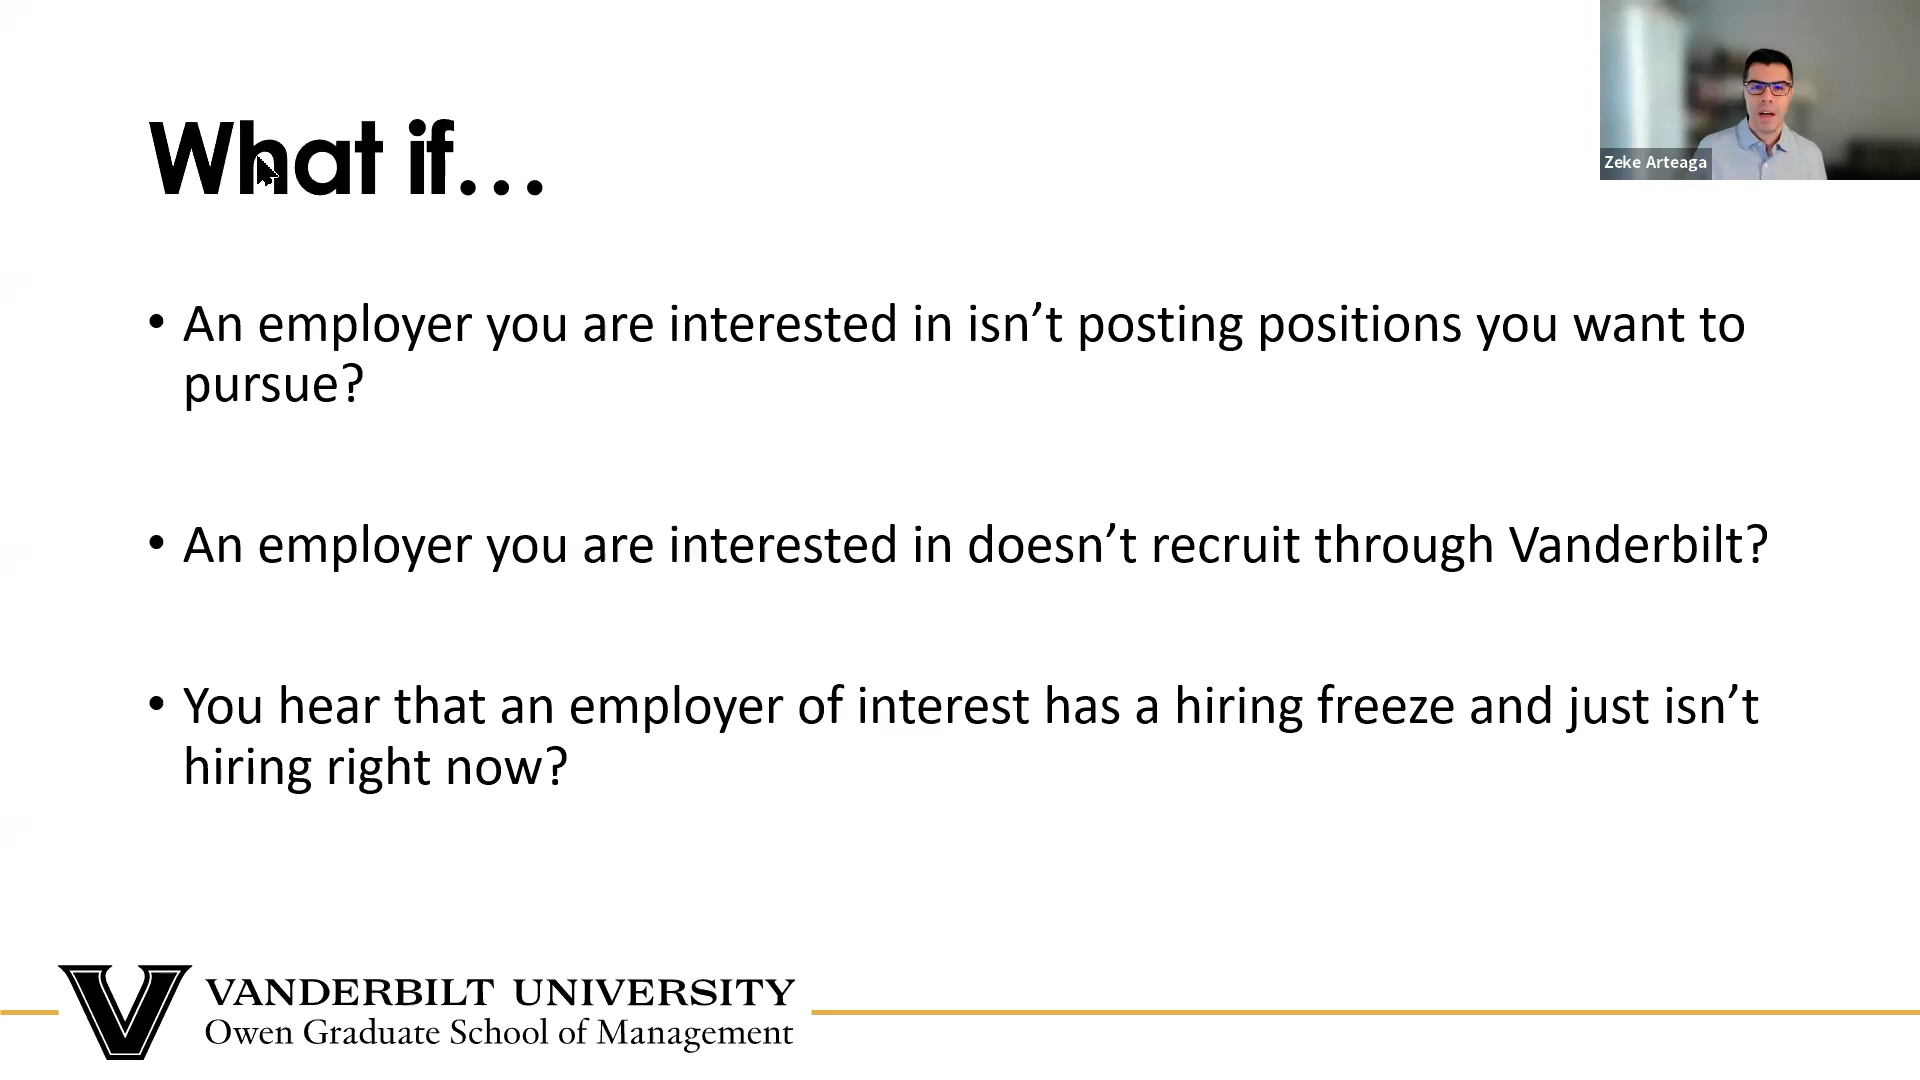 What if...
Zeke Arteaga
• An employer you are interested in isn’t posting positions you want to
pursue?
• An employer you are interested in doesn’t recruit through Vanderbilt?
• You hear that an employer of interest has a hiring freeze and just isn’t
hiring right now?
V
VANDERBILT UNIVERSITY
Owen Graduate School of Management